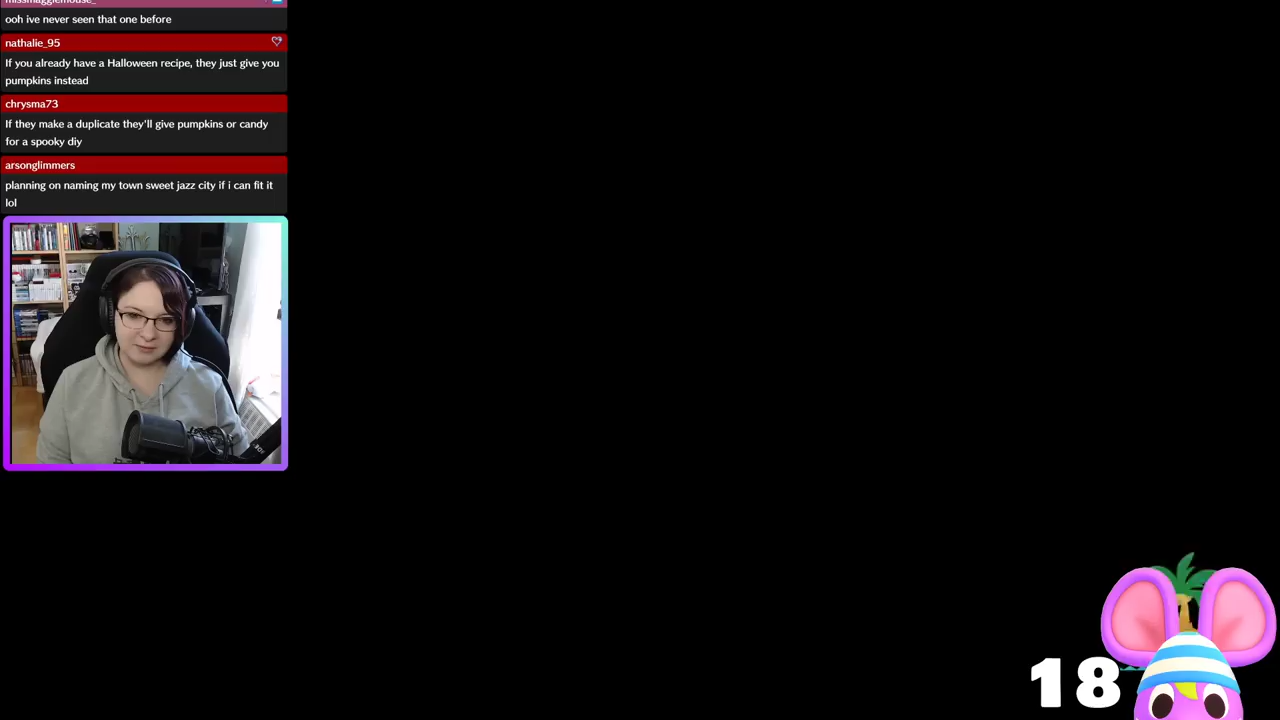 missmaggiemouse_
ooh ive never seen that one before
nathalie_95
If you already have a Halloween recipe, they just give you
pumpkins instead
chrysma73
If they make a duplicate they'll give pumpkins or candy
for a spooky diy
arsonglimmers
planning on naming my town sweet jazz city if i can fit it
lol
18